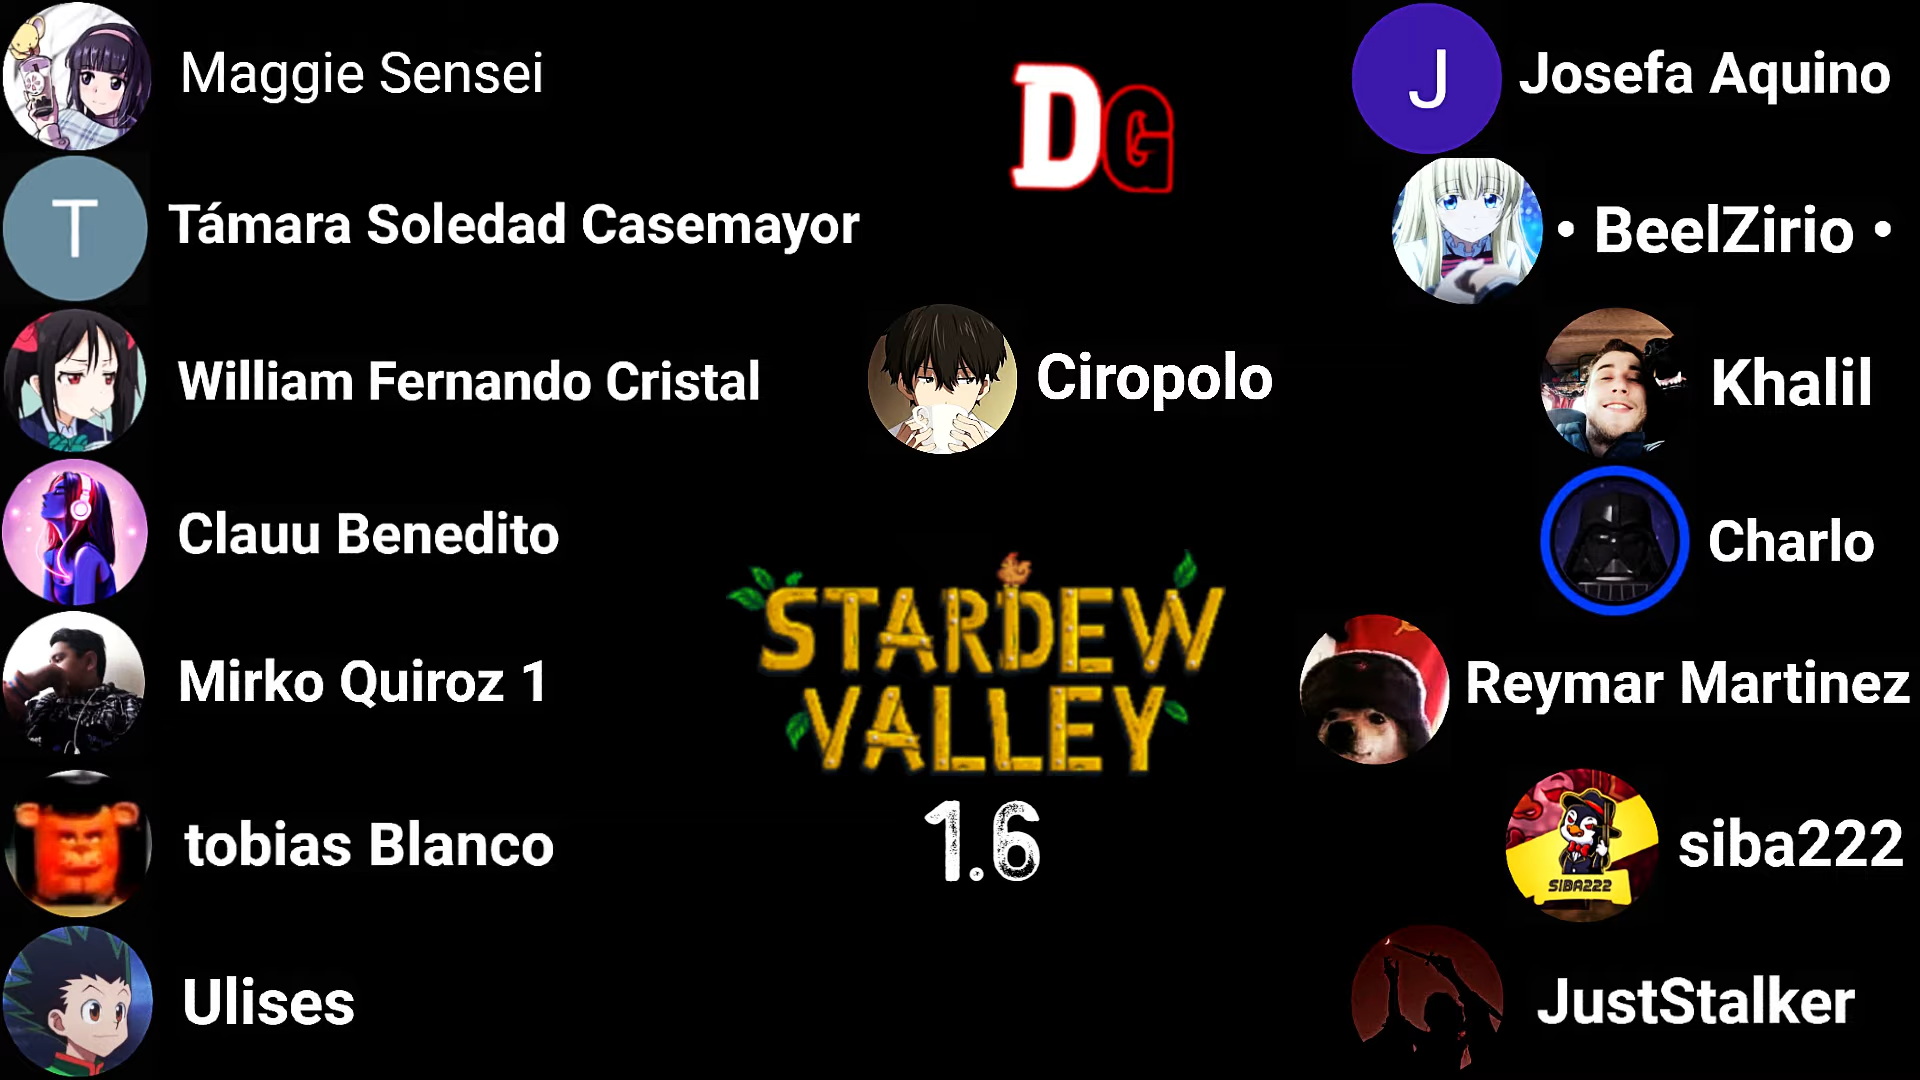 Maggie Sensei
T
Támara Soledad Casemayor
William Fernando Cristal
Clauu Benedito
Mirko Quiroz 1
tobias Blanco
Ulises
DG
Ciropolo
STARDEW
VALLEY
1.6
J
Josefa Aquino
• BeelZirio •
Khalil
Charlo
Reymar Martinez
SIBA222
siba222
JustStalker